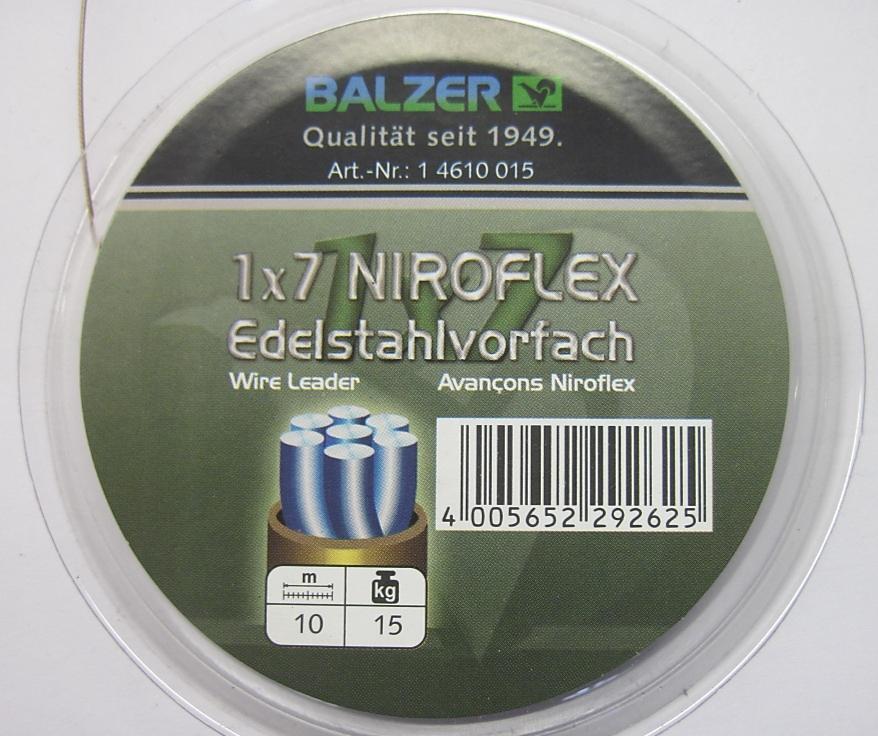 BALZER
Qualität seit 1949.
Art.-Nr.: 1 4610 015
1x7
1x7 NIROFLEX
Edelstahlvorfach
Wire Leader Avançons Niroflex
4 005652 292625
m kg
10 15